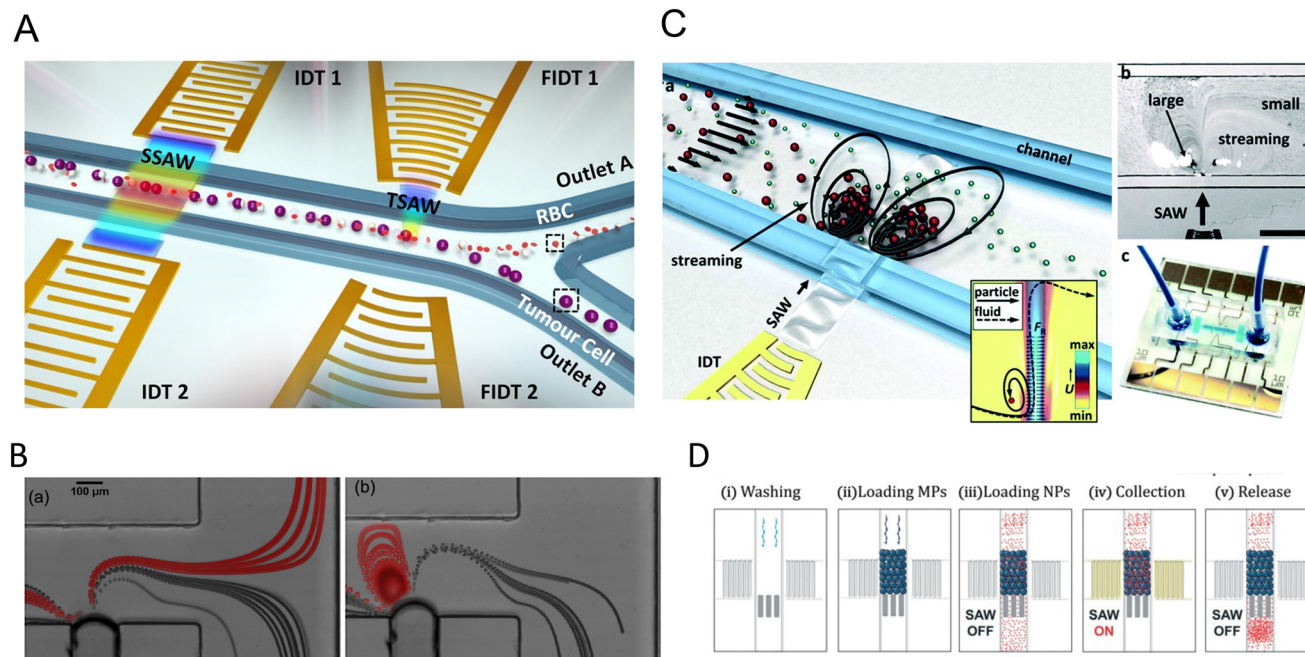 A
IDT 1
FIDT 1
SSAW
TSAW
Outlet A
RBC
Tumour Cell
Outlet B
IDT 2
FIDT 2
B
(a)
100 µm
(b)
C
a
channel
streaming
SAW
IDT
particle
fluid
FR
max
U
min
b
large
small
streaming
SAW
c
D
(i) Washing
(ii) Loading MPs
(iii) Loading NPs
(iv) Collection
(v) Release
SAW
OFF
SAW
ON
SAW
OFF